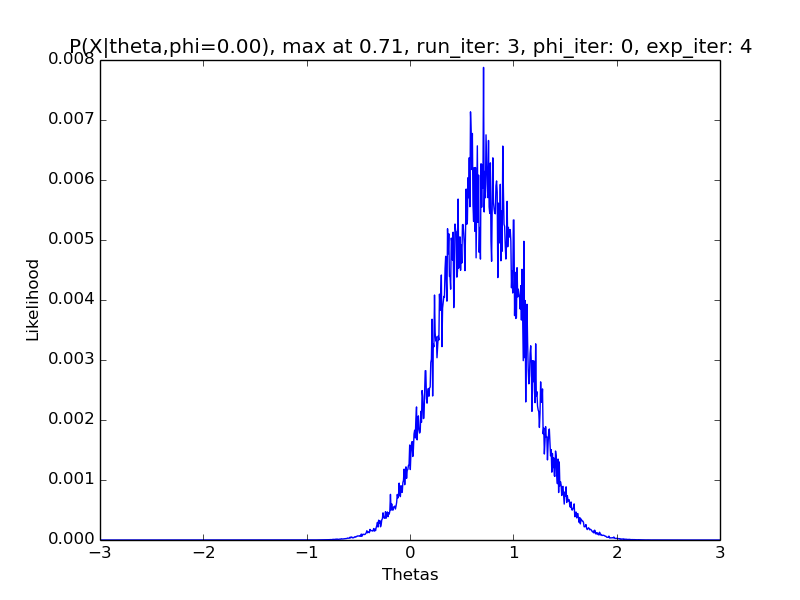 P(X|theta,phi=0.00), max at 0.71, run_iter: 3, phi_iter: 0, exp_iter: 4
0.008
0.007
0.006
0.005
0.004
0.003
0.002
0.001
0.000
Likelihood
−3 −2 −1 0 1 2 3
Thetas